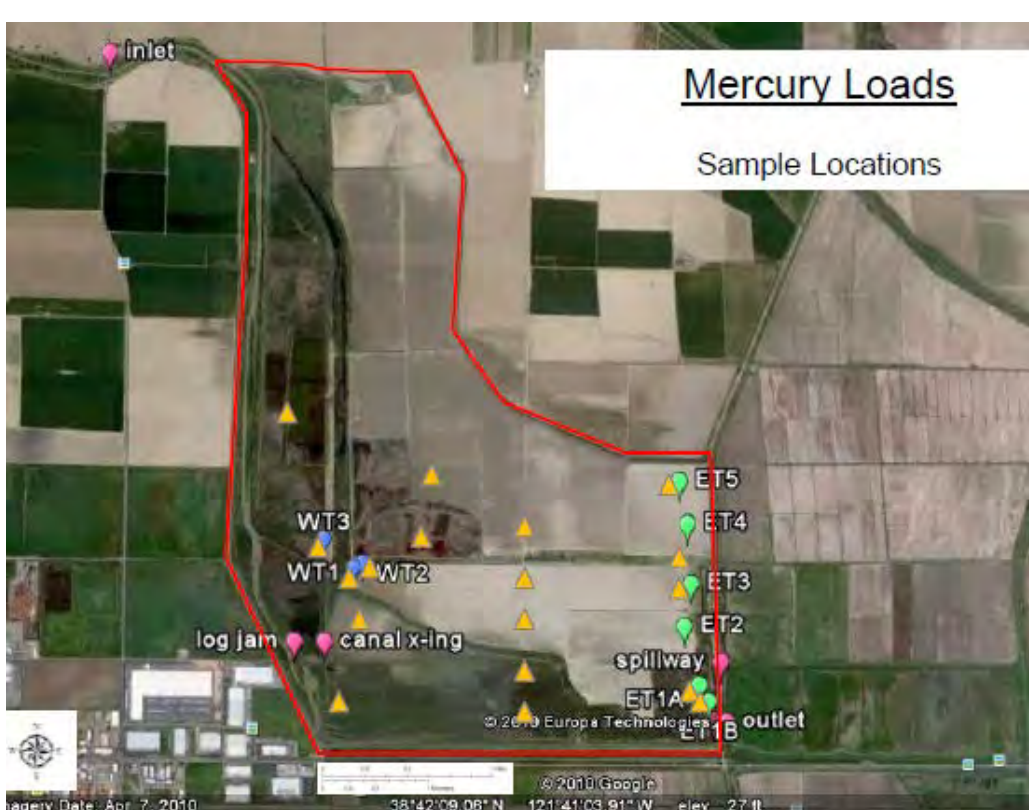 inlet
Mercury Loads
Sample Locations
ET5
ET4
WT3
WT1
WT2
ET3
ET2
log jam
canal x-ing
spillway
ET1A
© 2010 Europa Technologies
outlet
ET1B
© 2010 Google
Imagery Date: Apr 7, 2010
38°42'09.08" N 121°41'03.91" W elev 27 ft